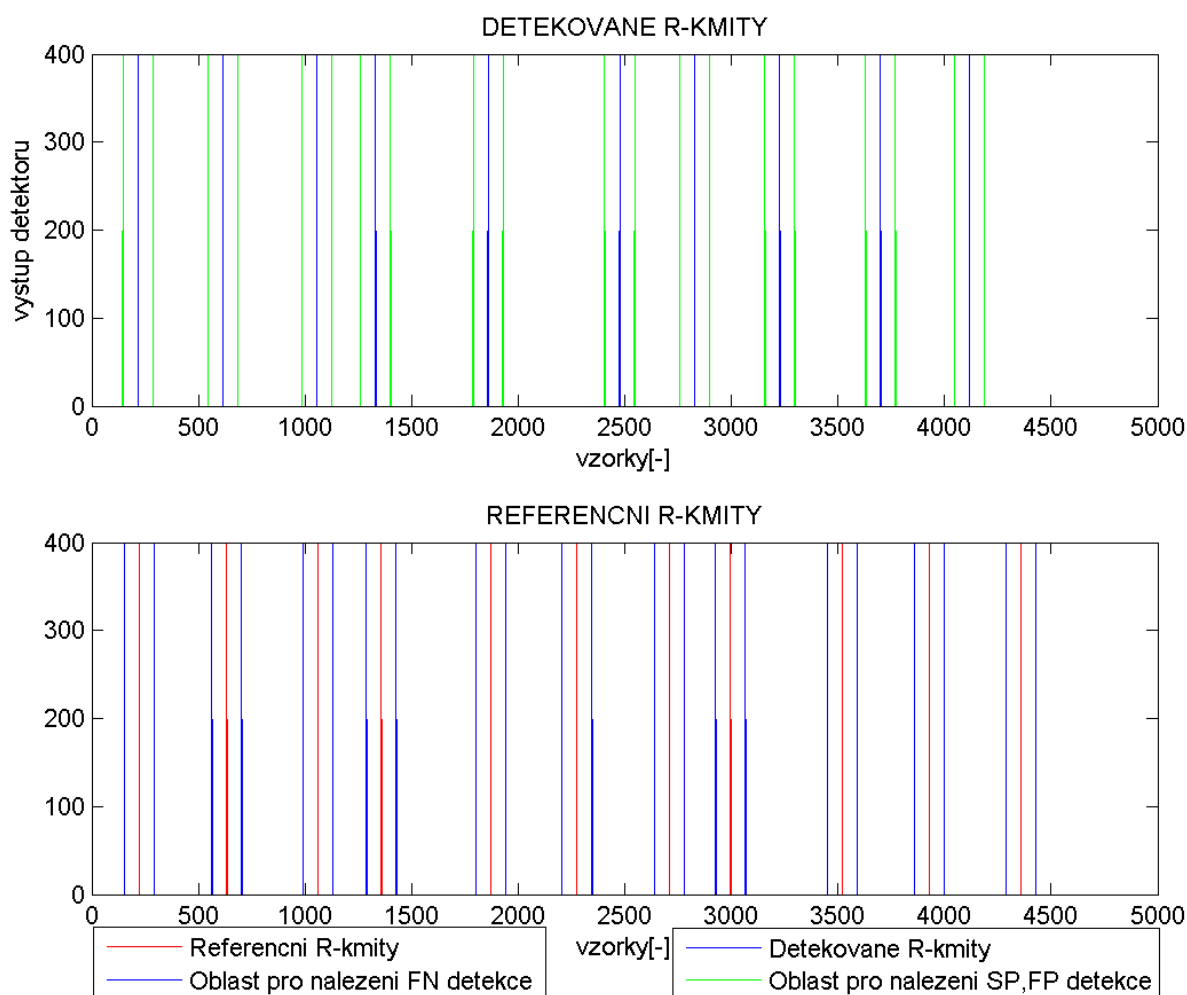 DETEKOVANE R-KMITY
400
300
200
100
0
vystup detektoru
0 500 1000 1500 2000 2500 3000 3500 4000 4500 5000
vzorky[-]
REFERENCNI R-KMITY
400
300
200
100
0
0 500 1000 1500 2000 2500 3000 3500 4000 4500 5000
vzorky[-]
Referencni R-kmity
Oblast pro nalezeni FN detekce
Detekovane R-kmity
Oblast pro nalezeni SP,FP detekce